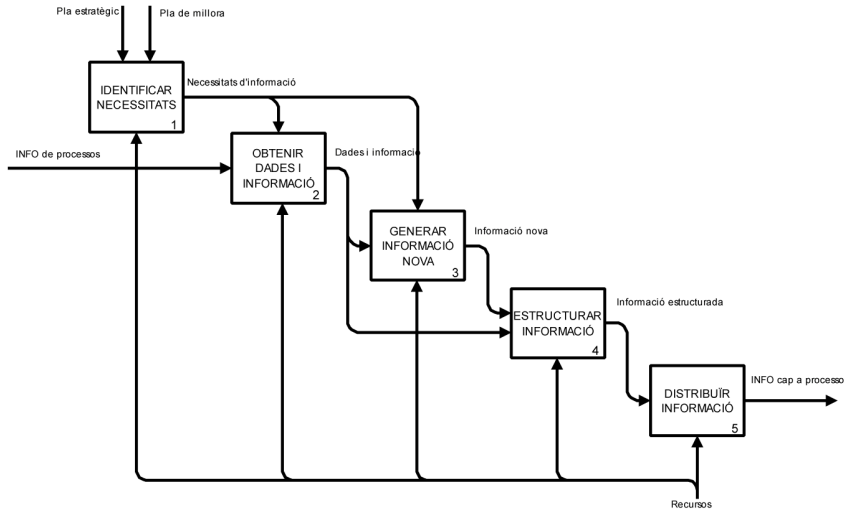 Pla estratègic
Pla de millora
IDENTIFICAR
NECESSITATS
1
Necessitats d'informació
INFO de processos
OBTENIR
DADES I
INFORMACIÓ
2
Dades i informacio
GENERAR
INFORMACIÓ
NOVA
3
Informació nova
ESTRUCTURAR
INFORMACIÓ
4
Informació estructurada
DISTRIBUÏR
INFORMACIÓ
5
INFO cap a processo
Recursos